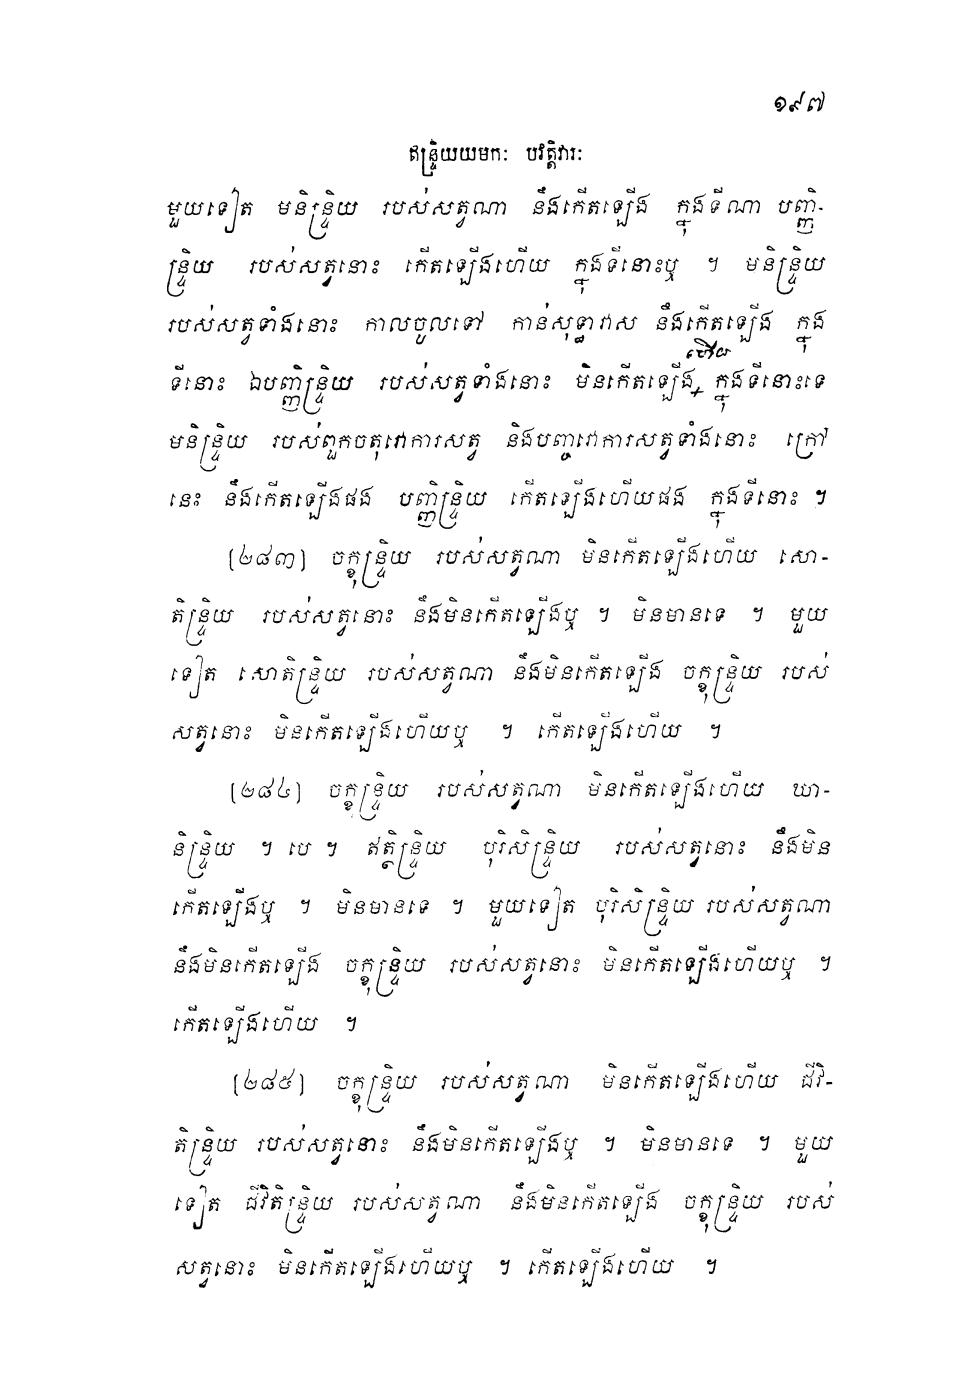 ១៩៧
ឥន្ទ្រិយយមកៈ បវត្តិវារៈ
មួយទៀត មនិន្ទ្រិយ របស់សត្វណា នឹងកើតឡើង ក្នុងទីណា បញ្ញិ-
ន្ទ្រិយ របស់សត្វនោះ កើតឡើងហើយ ក្នុងទីនោះឬ ។ មនិន្ទ្រិយ
របស់សត្វទាំងនោះ កាលចូលទៅ កាន់សុទ្ធាវាស នឹងកើតឡើង ក្នុង
ហើយ
ទីនោះ ឯបញ្ញិន្ទ្រិយ របស់សត្វទាំងនោះ មិនកើតឡើង+ ក្នុងទីនោះទេ
មនិន្ទ្រិយ របស់ពួកចតុវោការសត្វ និងបញ្ចវោការសត្វទាំងនោះ ក្រៅ
នេះ នឹងកើតឡើងផង បញ្ញិន្ទ្រិយ កើតឡើងហើយផង ក្នុងទីនោះ ។
[២៨៣] ចក្ខុន្ទ្រិយ របស់សត្វណា មិនកើតឡើងហើយ សោ-
តិន្ទ្រិយ របស់សត្វនោះ នឹងមិនកើតឡើងឬ ។ មិនមានទេ ។ មួយ
ទៀត សោតិន្ទ្រិយ របស់សត្វណា នឹងមិនកើតឡើង ចក្ខុន្ទ្រិយ របស់
សត្វនោះ មិនកើតឡើងហើយឬ ។ កើតឡើងហើយ ។
[២៨៤] ចក្ខុន្ទ្រិយ របស់សត្វណា មិនកើតឡើងហើយ ឃា-
និន្ទ្រិយ ។ បេ ។ ឥត្ថិន្ទ្រិយ បុរិសិន្ទ្រិយ របស់សត្វនោះ នឹងមិន
កើតឡើងឬ ។ មិនមានទេ ។ មួយទៀត បុរិសិន្ទ្រិយ របស់សត្វណា
នឹងមិនកើតឡើង ចក្ខុន្ទ្រិយ របស់សត្វនោះ មិនកើតឡើងហើយឬ ។
កើតឡើងហើយ ។
[២៨៥] ចក្ខុន្ទ្រិយ របស់សត្វណា មិនកើតឡើងហើយ ជីវិ-
តិន្ទ្រិយ របស់សត្វនោះ នឹងមិនកើតឡើងឬ ។ មិនមានទេ ។ មួយ
ទៀត ជីវិតិន្ទ្រិយ របស់សត្វណា នឹងមិនកើតឡើង ចក្ខុន្ទ្រិយ របស់
សត្វនោះ មិនកើតឡើងហើយឬ ។ កើតឡើងហើយ ។